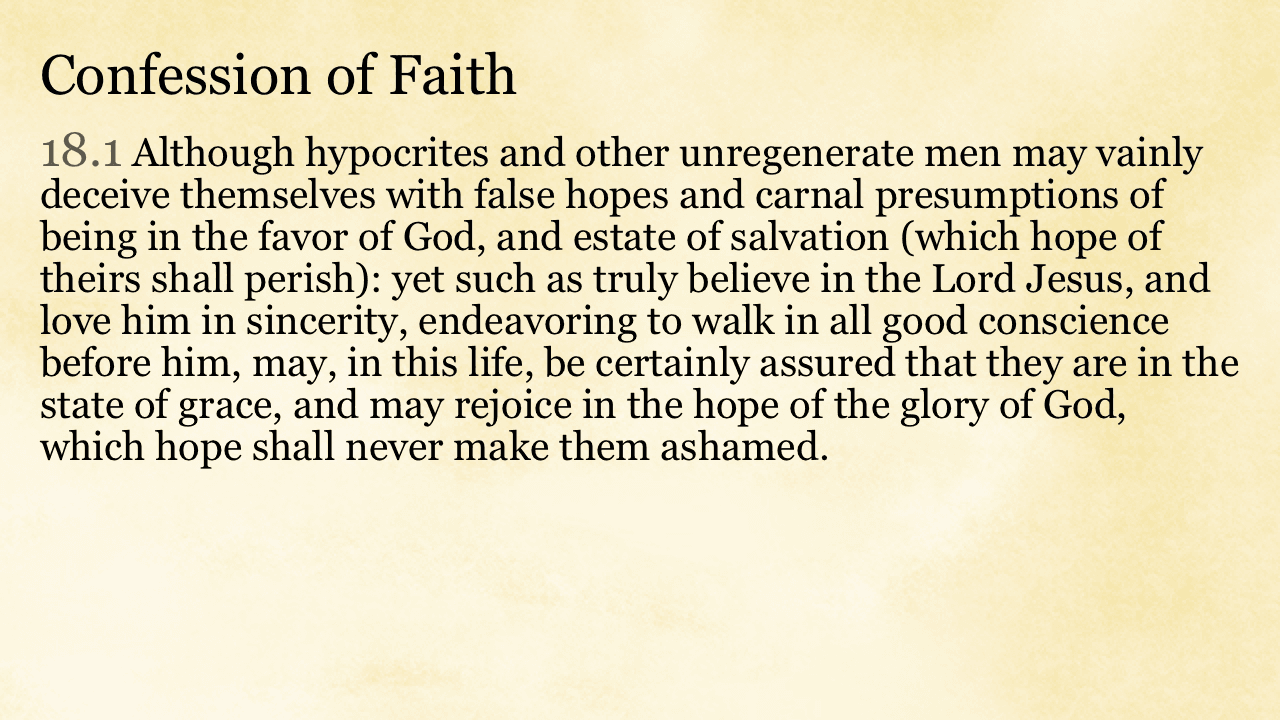 Confession of Faith
18.1 Although hypocrites and other unregenerate men may vainly
deceive themselves with false hopes and carnal presumptions of
being in the favor of God, and estate of salvation (which hope of
theirs shall perish): yet such as truly believe in the Lord Jesus, and
love him in sincerity, endeavoring to walk in all good conscience
before him, may, in this life, be certainly assured that they are in the
state of grace, and may rejoice in the hope of the glory of God,
which hope shall never make them ashamed.